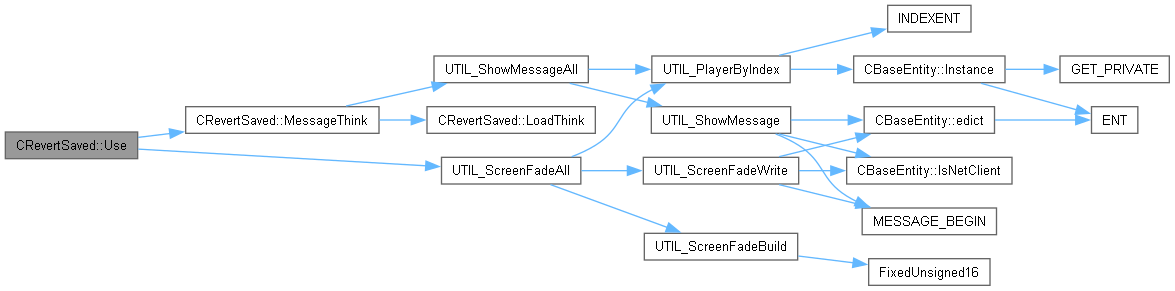 INDEXENT
UTIL_ShowMessageAll
UTIL_PlayerByIndex
CBaseEntity::Instance
GET_PRIVATE
CRevertSaved::MessageThink
CRevertSaved::LoadThink
UTIL_ShowMessage
CBaseEntity::edict
ENT
CRevertSaved::Use
UTIL_ScreenFadeAll
UTIL_ScreenFadeWrite
CBaseEntity::IsNetClient
MESSAGE_BEGIN
UTIL_ScreenFadeBuild
FixedUnsigned16